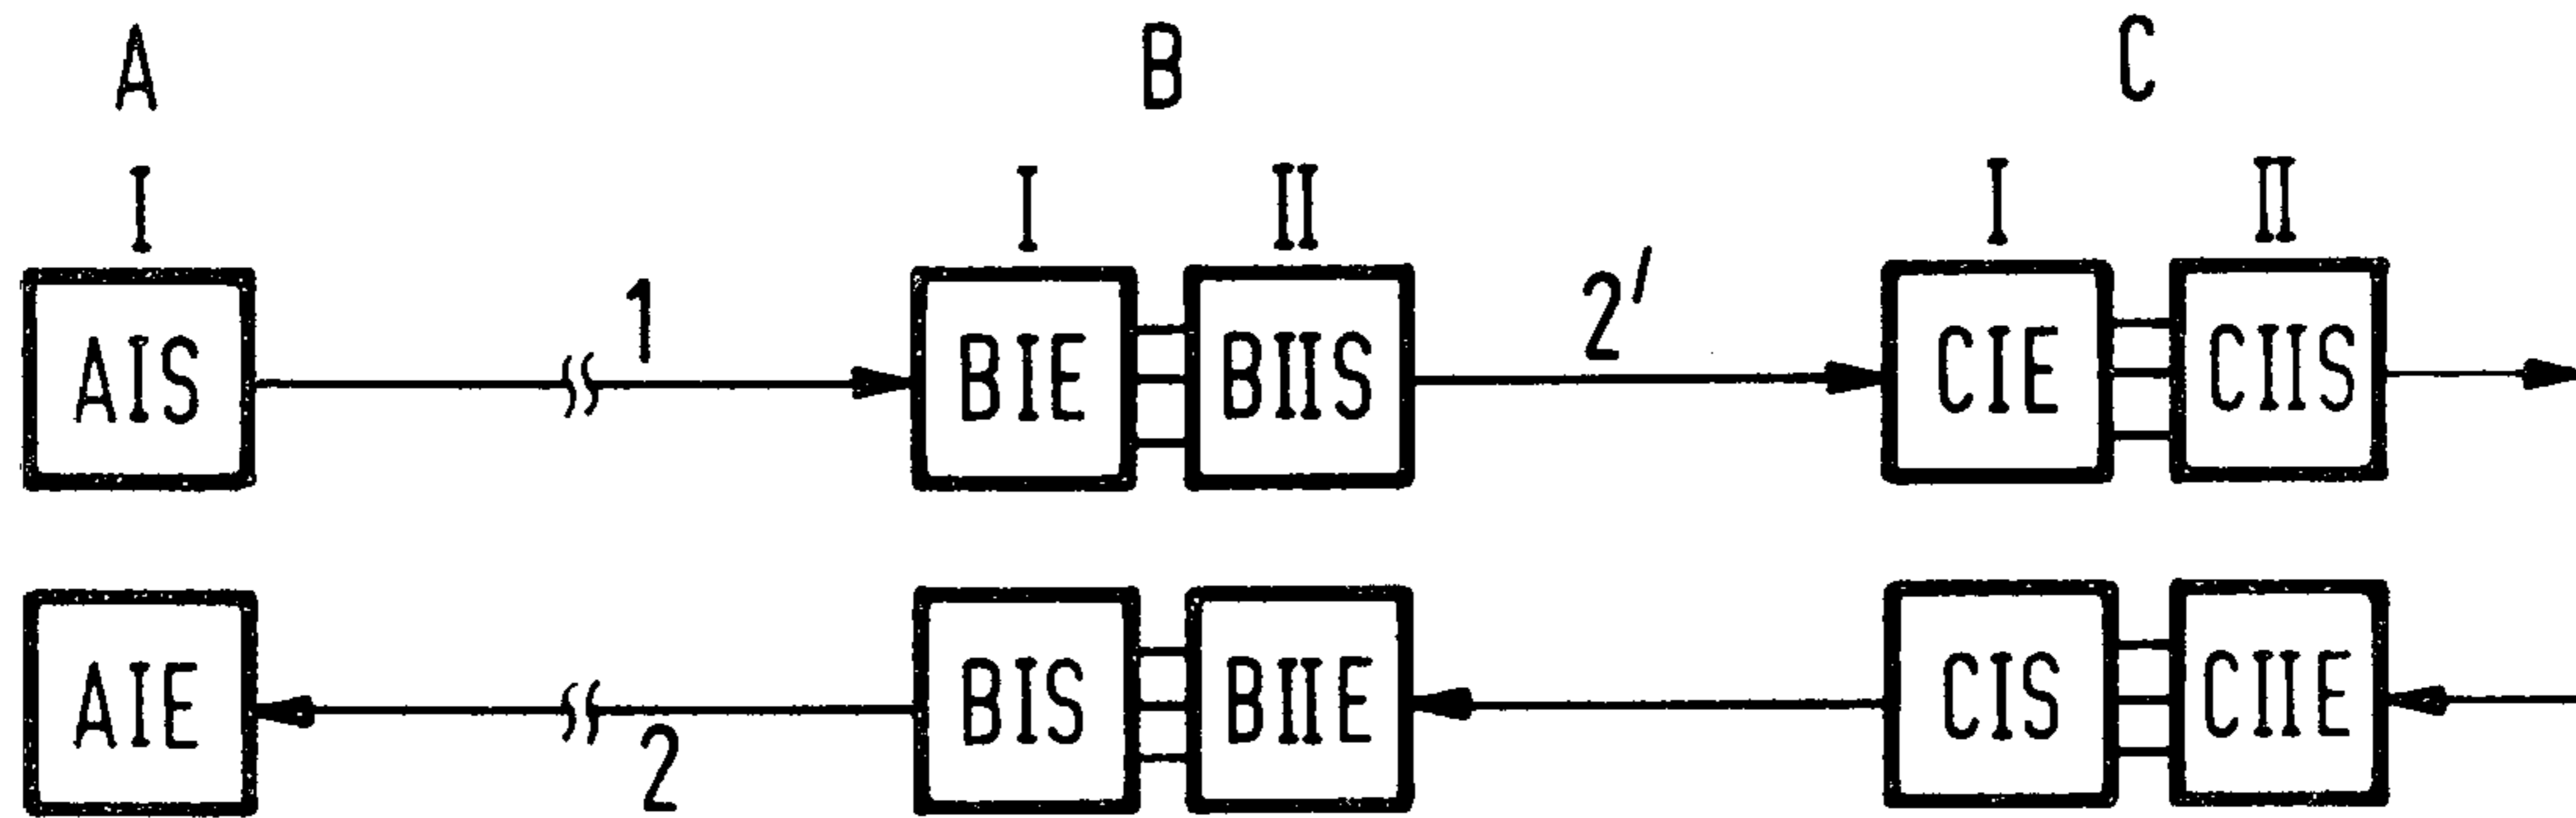 A B C
I I II I II
1 2'
AIS BIE BIIS CIE CIIS
AIE BIS BIIE CIS CIIE
2